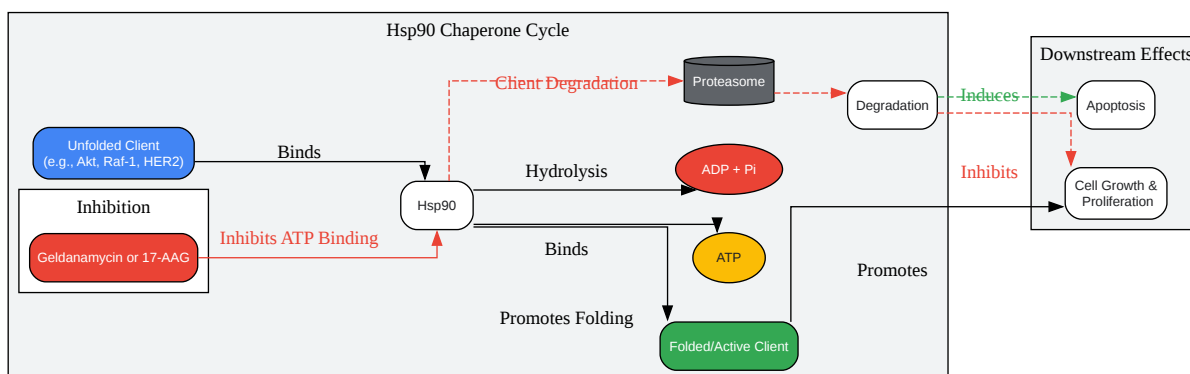 Hsp90 Chaperone Cycle
Downstream Effects
Client Degradation
Proteasome
Degradation
Induces
Apoptosis
Unfolded Client
(e.g., Akt, Raf-1, HER2)
Binds
Hydrolysis
ADP + Pi
Inhibits
Cell Growth &
Proliferation
Inhibition
Hsp90
Geldanamycin or 17-AAG
Inhibits ATP Binding
Binds
ATP
Promotes
Promotes Folding
Folded/Active Client